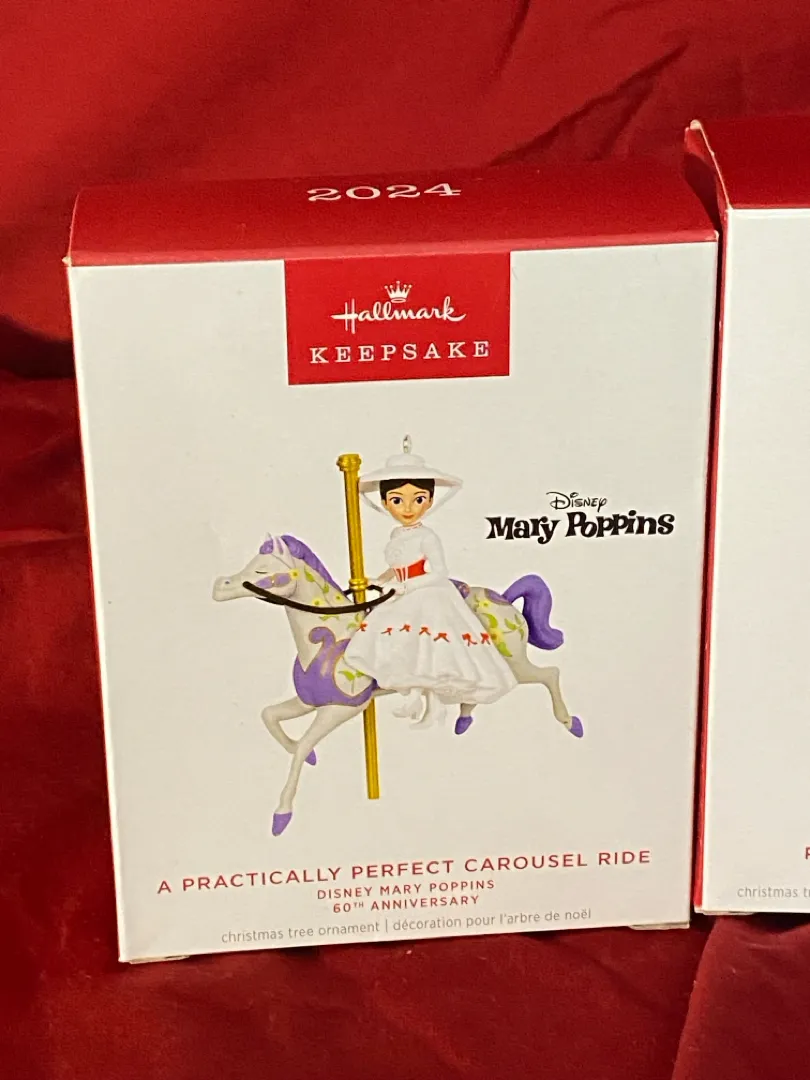 2024
Hallmark
KEEPSAKE
Disney
Mary Poppins
A PRACTICALLY PERFECT CAROUSEL RIDE
DISNEY MARY POPPINS
60TH ANNIVERSARY
christmas tree ornament | décoration pour l'arbre de noël
christmas